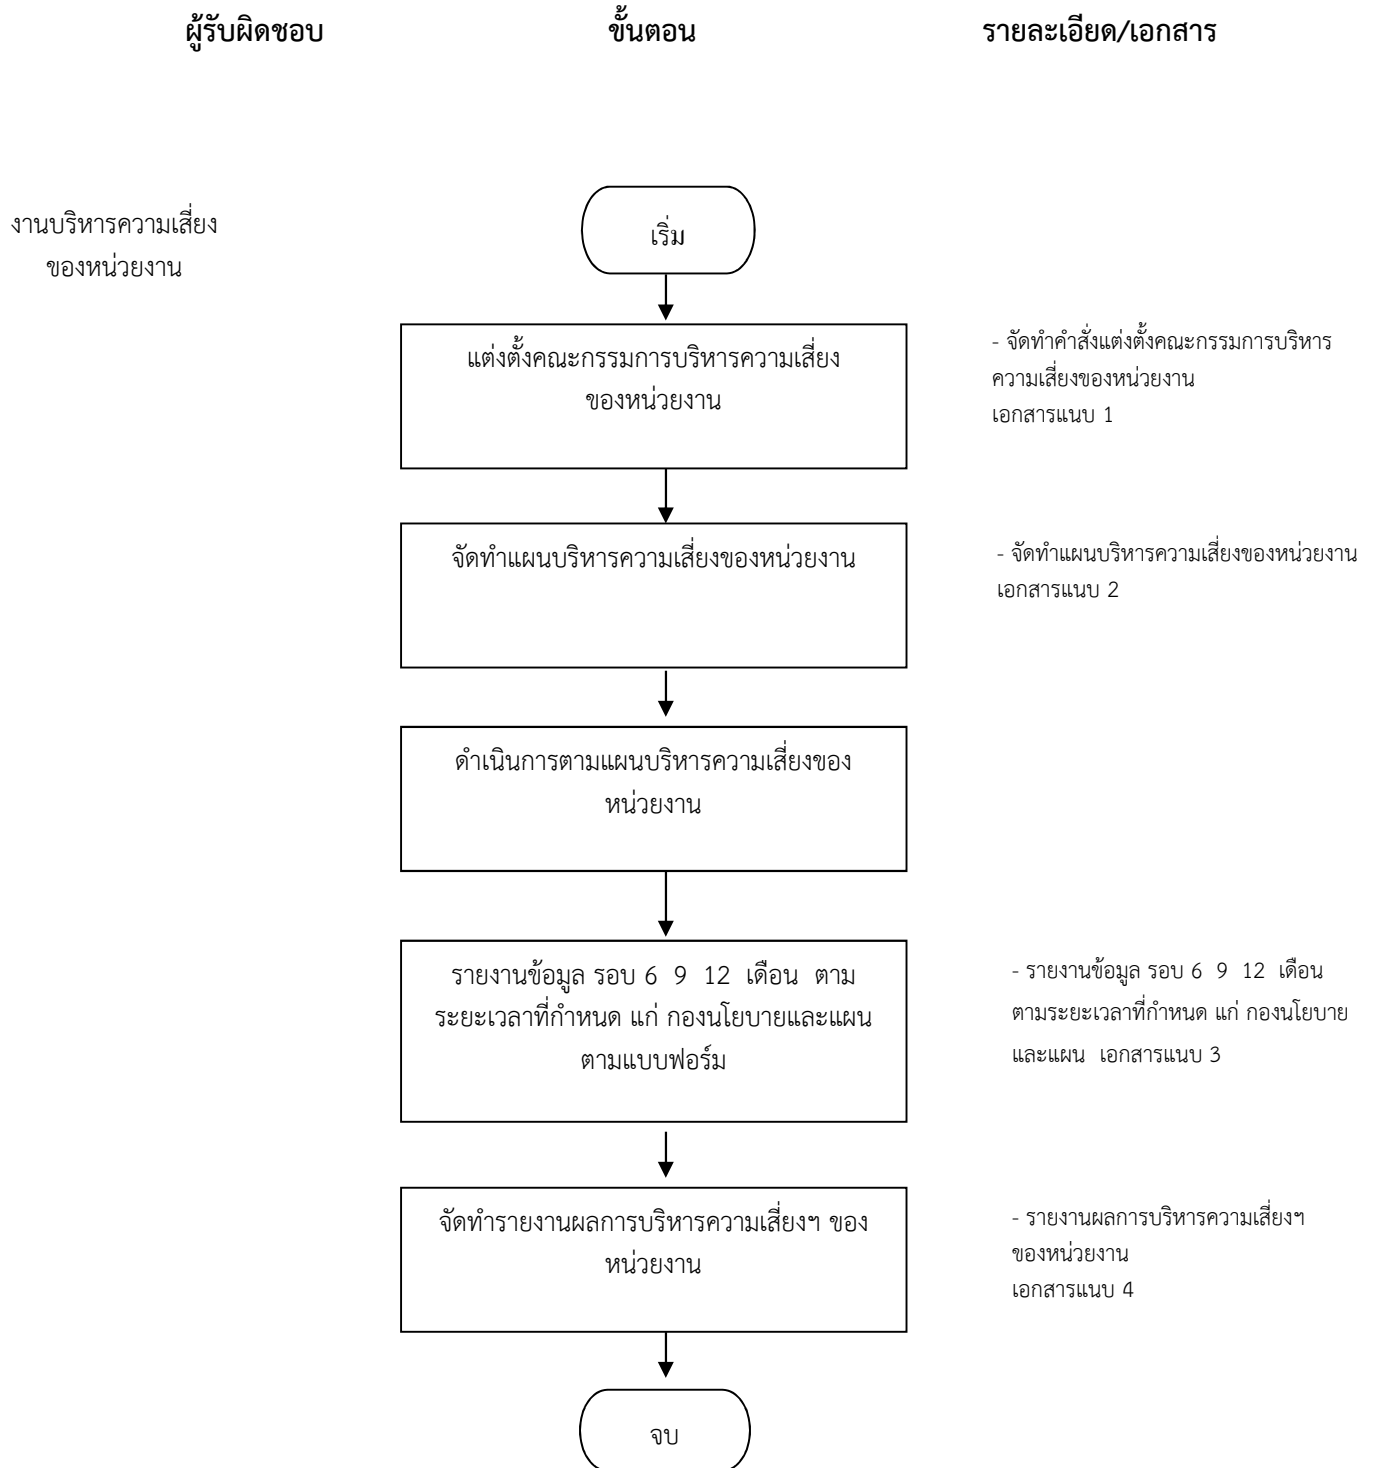 ผู้รับผิดชอบ
ขั้นตอน
รายละเอียด/เอกสาร
งานบริหารความเสี่ยง
ของหน่วยงาน
เริ่ม
แต่งตั้งคณะกรรมการบริหารความเสี่ยง
ของหน่วยงาน
- จัดทำคำสั่งแต่งตั้งคณะกรรมการบริหาร
ความเสี่ยงของหน่วยงาน
เอกสารแนบ 1
จัดทำแผนบริหารความเสี่ยงของหน่วยงาน
- จัดทำแผนบริหารความเสี่ยงของหน่วยงาน
เอกสารแนบ 2
ดำเนินการตามแผนบริหารความเสี่ยงของ
หน่วยงาน
รายงานข้อมูล รอบ 6 9 12 เดือน ตาม
ระยะเวลาที่กำหนด แก่ กองนโยบายและแผน
ตามแบบฟอร์ม
- รายงานข้อมูล รอบ 6 9 12 เดือน
ตามระยะเวลาที่กำหนด แก่ กองนโยบาย
และแผน เอกสารแนบ 3
จัดทำรายงานผลการบริหารความเสี่ยงฯ ของ
หน่วยงาน
- รายงานผลการบริหารความเสี่ยงฯ
ของหน่วยงาน
เอกสารแนบ 4
จบ